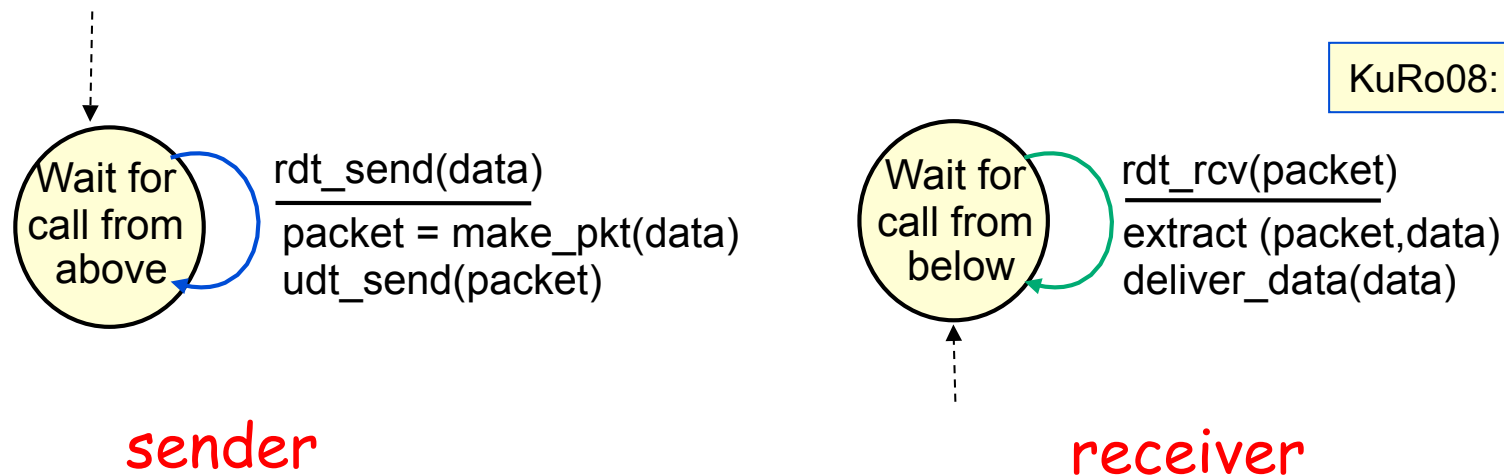 KuRo08:
Wait for
call from
above
rdt_send(data)
packet = make_pkt(data)
udt_send(packet)
Wait for
call from
below
rdt_rcv(packet)
extract (packet,data)
deliver_data(data)
sender
receiver